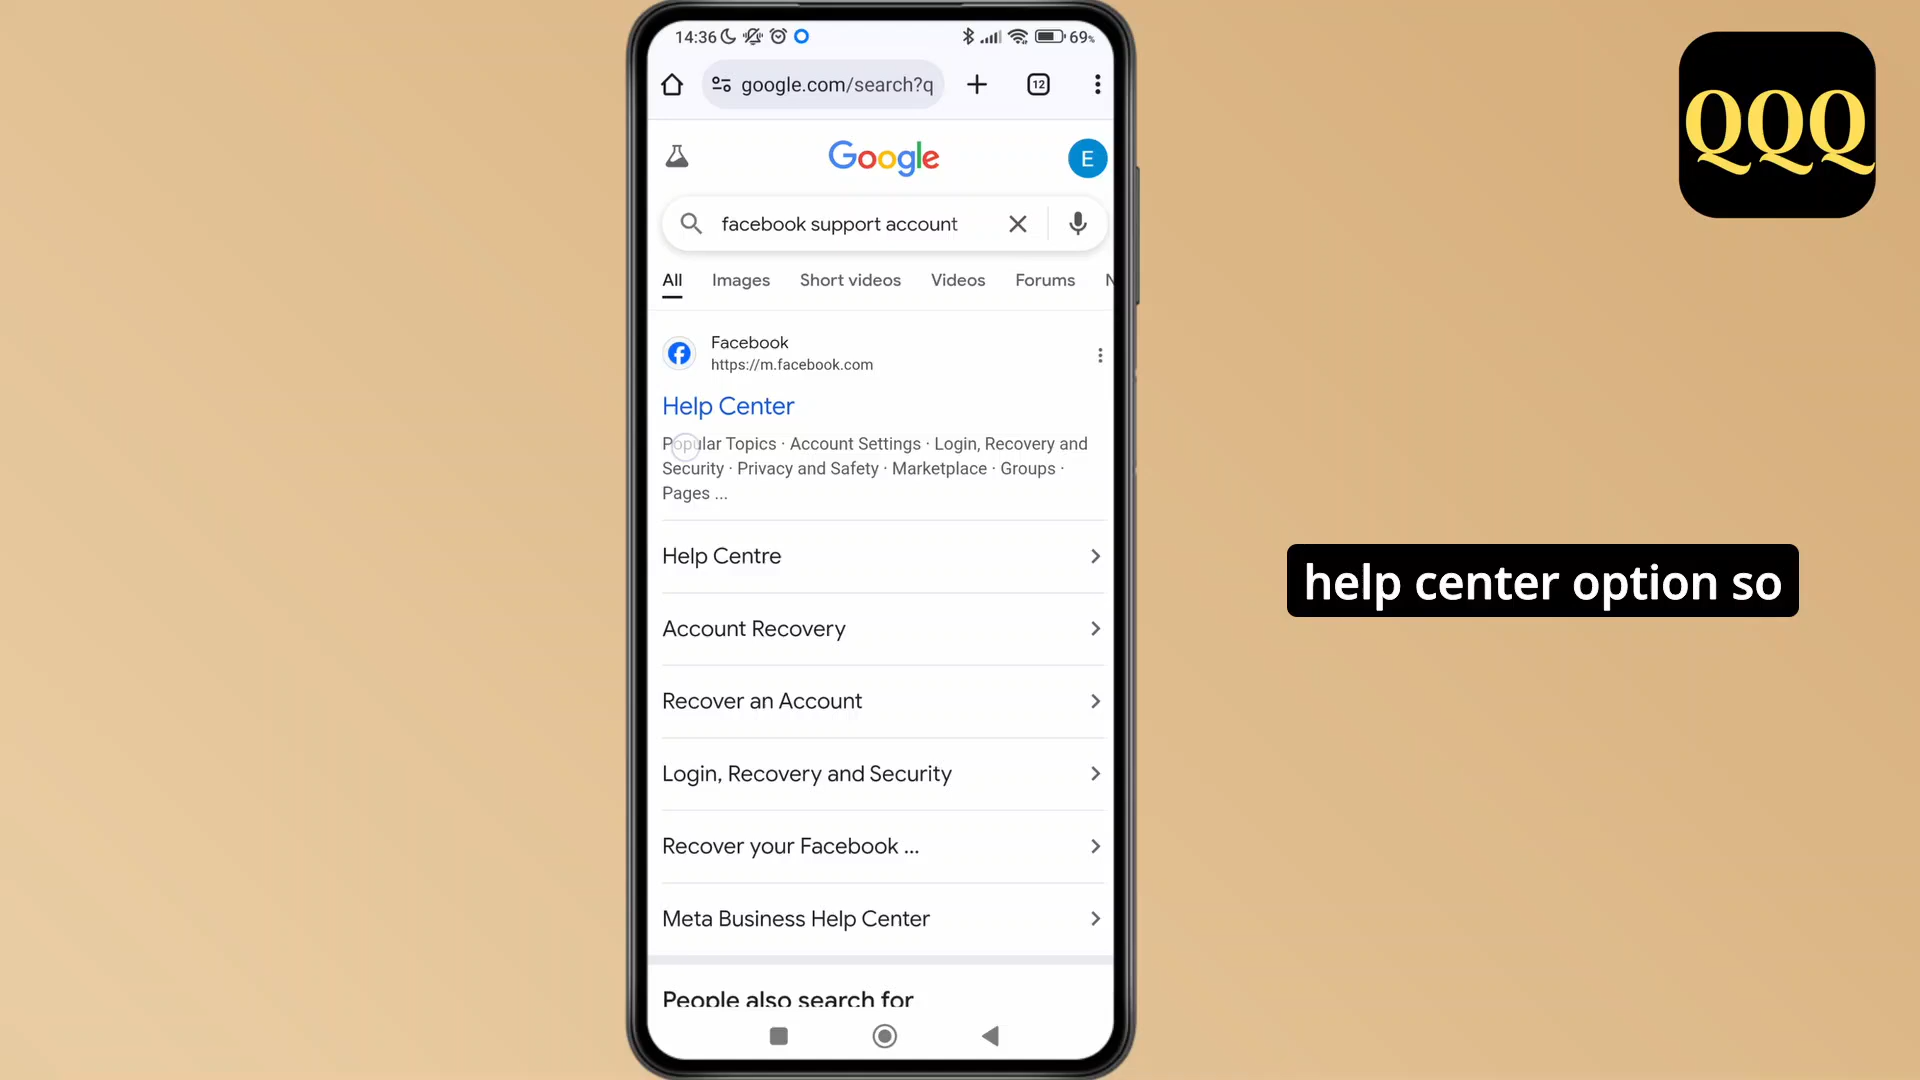 14:36
69%
google.com/search?q
12
Google
E
facebook support account
All Images Short videos Videos Forums N
Facebook
https://m.facebook.com
Help Center
Popular Topics · Account Settings · Login, Recovery and
Security · Privacy and Safety · Marketplace · Groups ·
Pages ...
Help Centre
Account Recovery
Recover an Account
Login, Recovery and Security
Recover your Facebook ...
Meta Business Help Center
People also search for
QQQ
help center option so